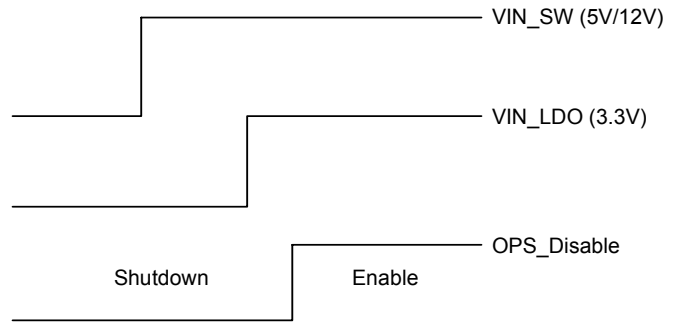 VIN_SW (5V/12V)
VIN_LDO (3.3V)
OPS_Disable
Shutdown
Enable